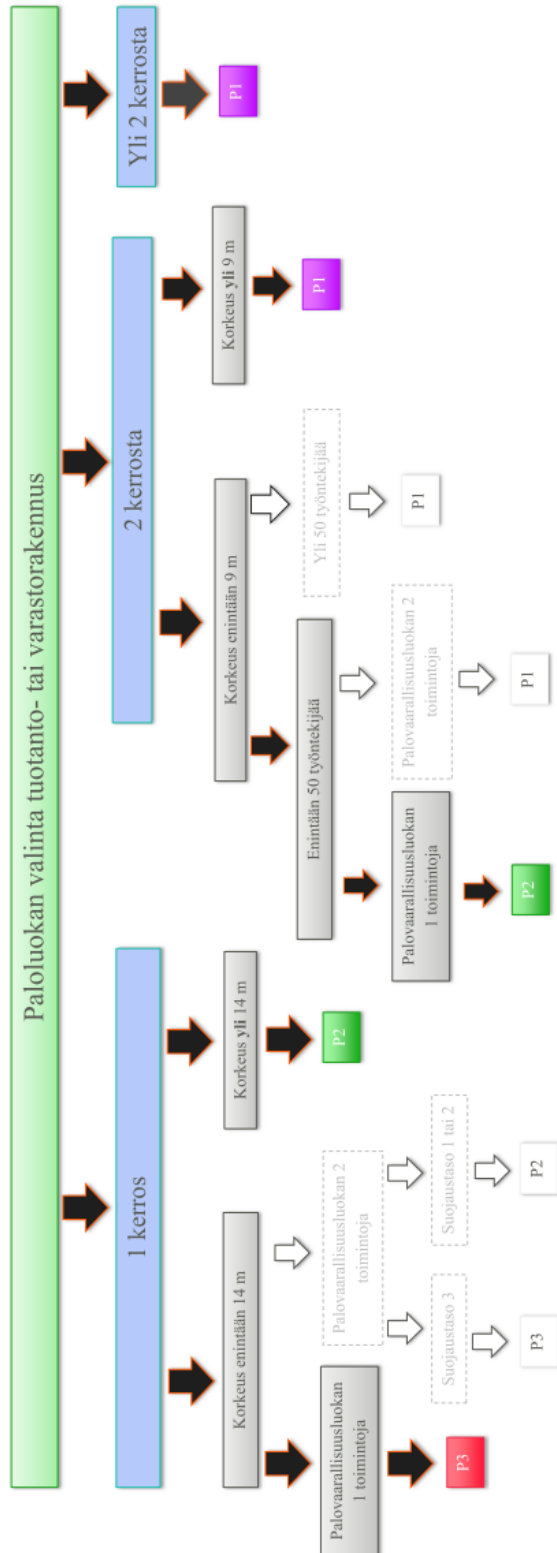 Paloluokan valinta tuotanto- tai varastorakennus
1 kerros
2 kerrosta
Yli 2 kerrosta
Korkeus enintään 14 m
Korkeus yli 14 m
Korkeus enintään 9 m
Korkeus yli 9 m
P1
Palovaarallisuusluokan
1 toimintoja
Palovaarallisuusluokan 2
toimintoja
P2
Enintään 50 työntekijää
Yli 50 työntekijää
P1
P3
Suojaustaso 3
Suojaustaso 1 tai 2
Palovaarallisuusluokan
1 toimintoja
Palovaarallisuusluokan 2
toimintoja
P1
P3
P2
P2
P1